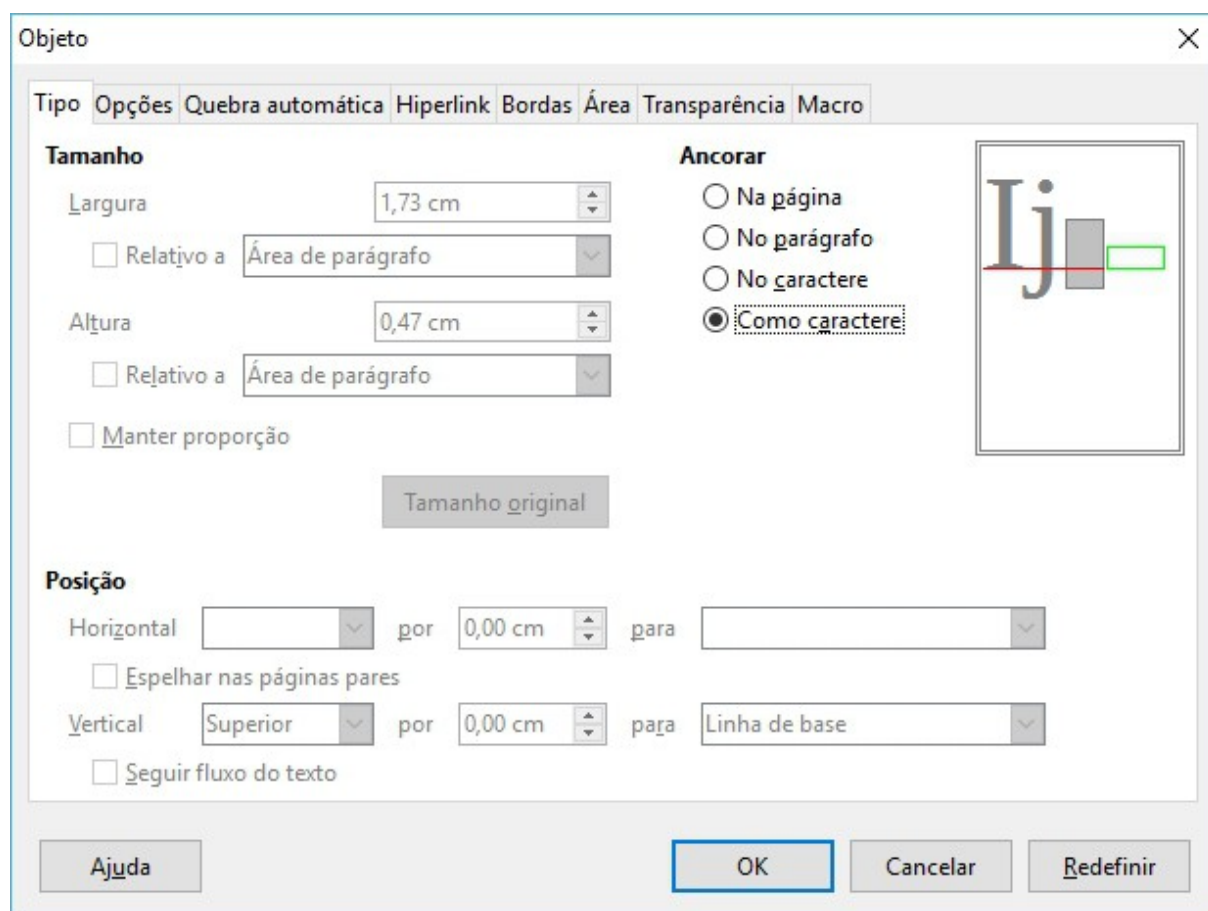 Objeto
Tipo Opções Quebra automática Hiperlink Bordas Área Transparência Macro
Tamanho
Largura 1,73 cm
Relativo a Área de parágrafo
Altura 0,47 cm
Relativo a Área de parágrafo
Manter proporção
Tamanho original
Ancorar
Na página
No parágrafo
No caractere
Como caractere
Ij
Posição
Horizontal por 0,00 cm para
Espelhar nas páginas pares
Vertical Superior por 0,00 cm para Linha de base
Seguir fluxo do texto
Ajuda OK Cancelar Redefinir